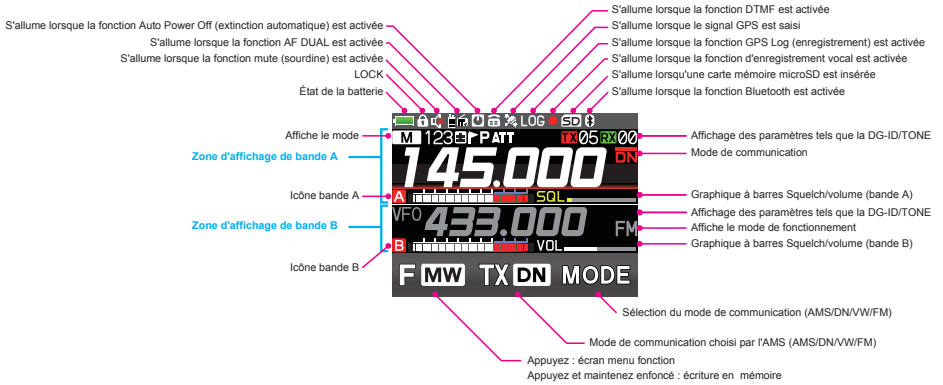 S'allume lorsque la fonction DTMF est activée
S'allume lorsque la fonction Auto Power Off (extinction automatique) est activée
S'allume lorsque le signal GPS est saisi
S'allume lorsque la fonction AF DUAL est activée
S'allume lorsque la fonction GPS Log (enregistrement) est activée
S'allume lorsque la fonction mute (sourdine) est activée
S'allume lorsque la fonction d'enregistrement vocal est activée
LOCK
S'allume lorsqu'une carte mémoire microSD est insérée
État de la batterie
S'allume lorsque la fonction Bluetooth est activée
LOG SD
Affiche le mode
M 123 P ATT TX05 RX00
Affichage des paramètres tels que la DG-ID/TONE
Zone d'affichage de bande A
145.000 DN
Mode de communication
Icône bande A
A SQL
Graphique à barres Squelch/volume (bande A)
VFO 433.000 FM
Affichage des paramètres tels que la DG-ID/TONE
Zone d'affichage de bande B
Affiche le mode de fonctionnement
B VOL
Graphique à barres Squelch/volume (bande B)
Icône bande B
F MW TX DN MODE
Sélection du mode de communication (AMS/DN/VW/FM)
Mode de communication choisi par l'AMS (AMS/DN/VW/FM)
Appuyez : écran menu fonction
Appuyez et maintenez enfoncé : écriture en mémoire